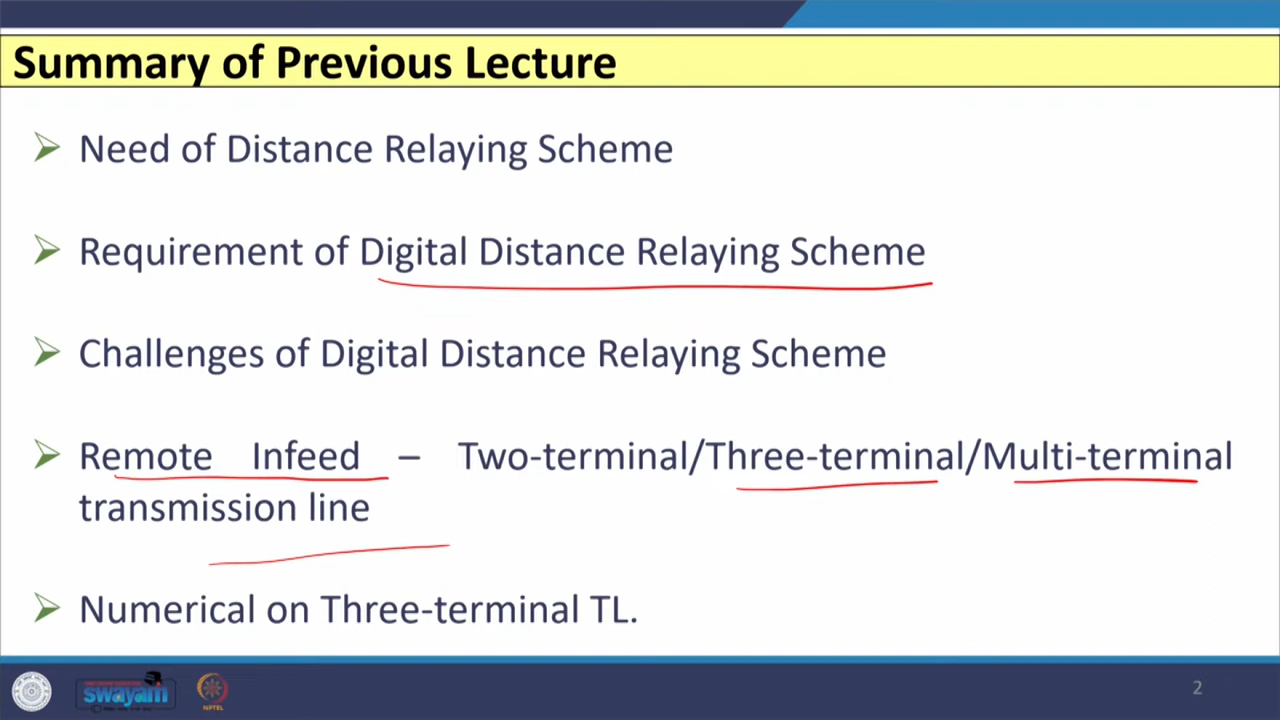 Summary of Previous Lecture
Need of Distance Relaying Scheme
Requirement of Digital Distance Relaying Scheme
Challenges of Digital Distance Relaying Scheme
Remote Infeed – Two-terminal/Three-terminal/Multi-terminal
transmission line
Numerical on Three-terminal TL.
swayam
NPTEL
2